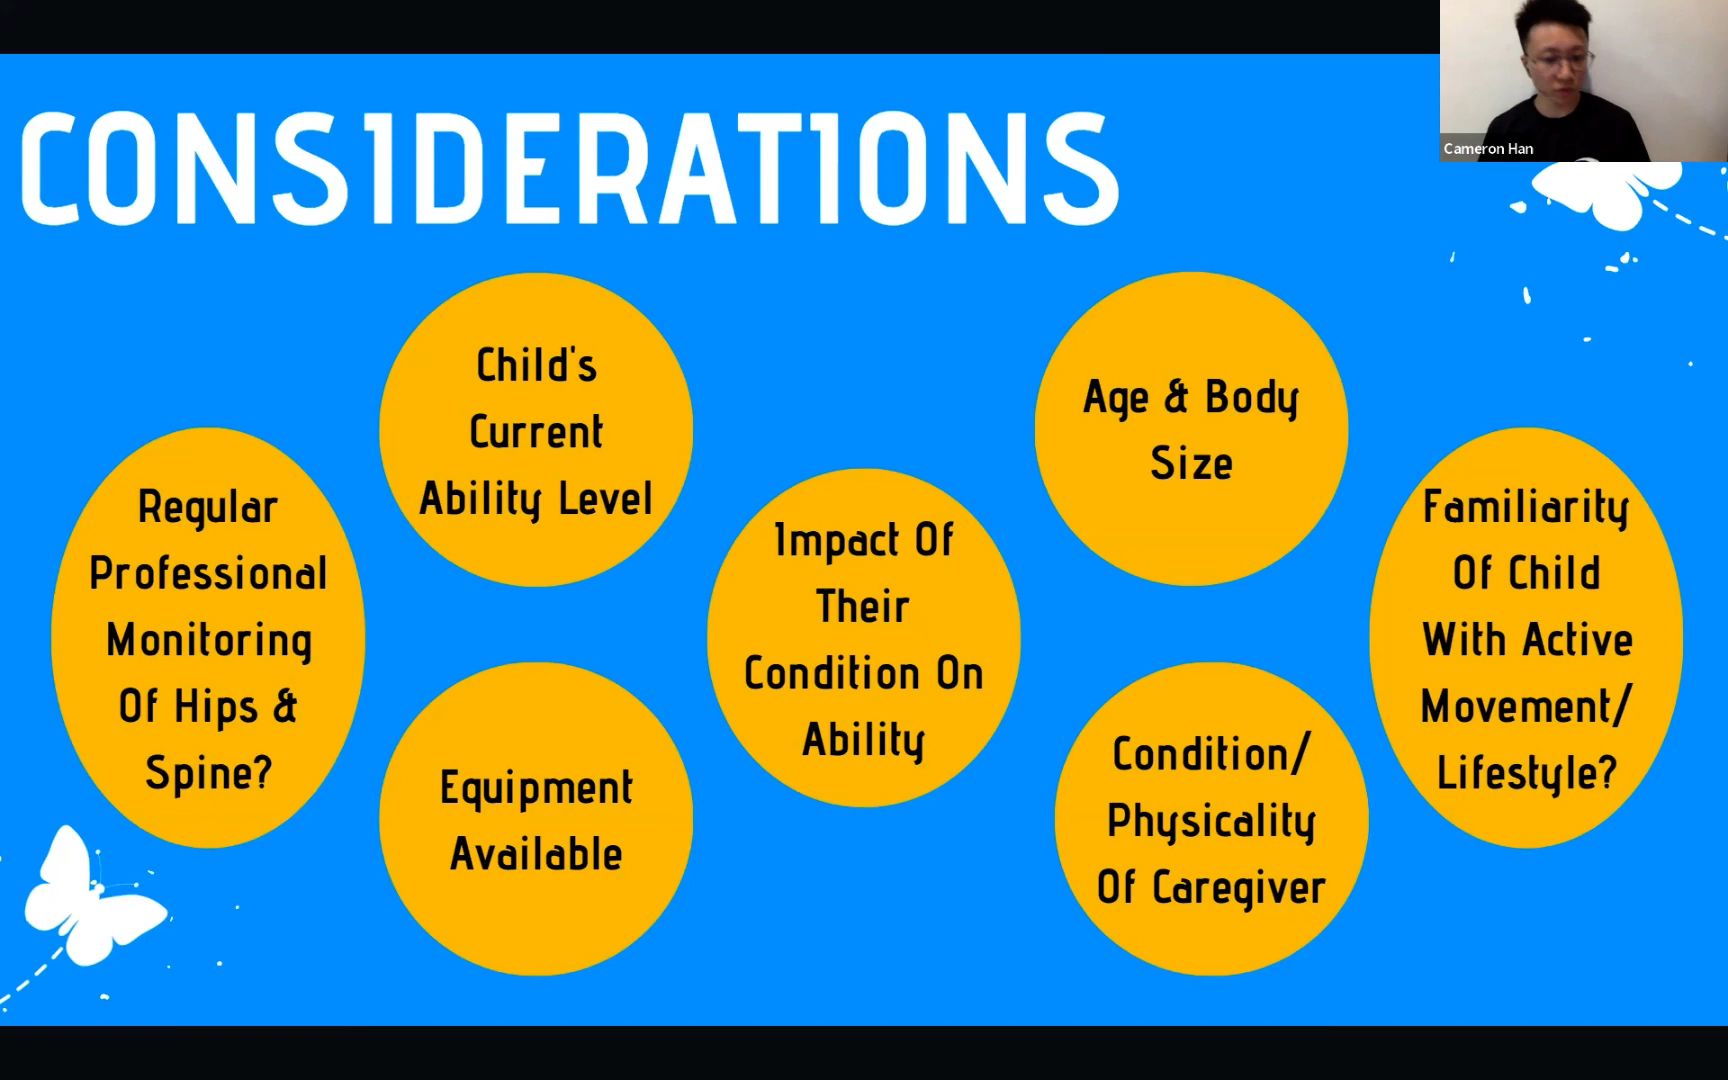 CONSIDERATIONS
Cameron Han
Regular
Professional
Monitoring
Of Hips &
Spine?
Child's
Current
Ability Level
Equipment
Available
Impact Of
Their
Condition On
Ability
Age & Body
Size
Condition/
Physicality
Of Caregiver
Familiarity
Of Child
With Active
Movement/
Lifestyle?